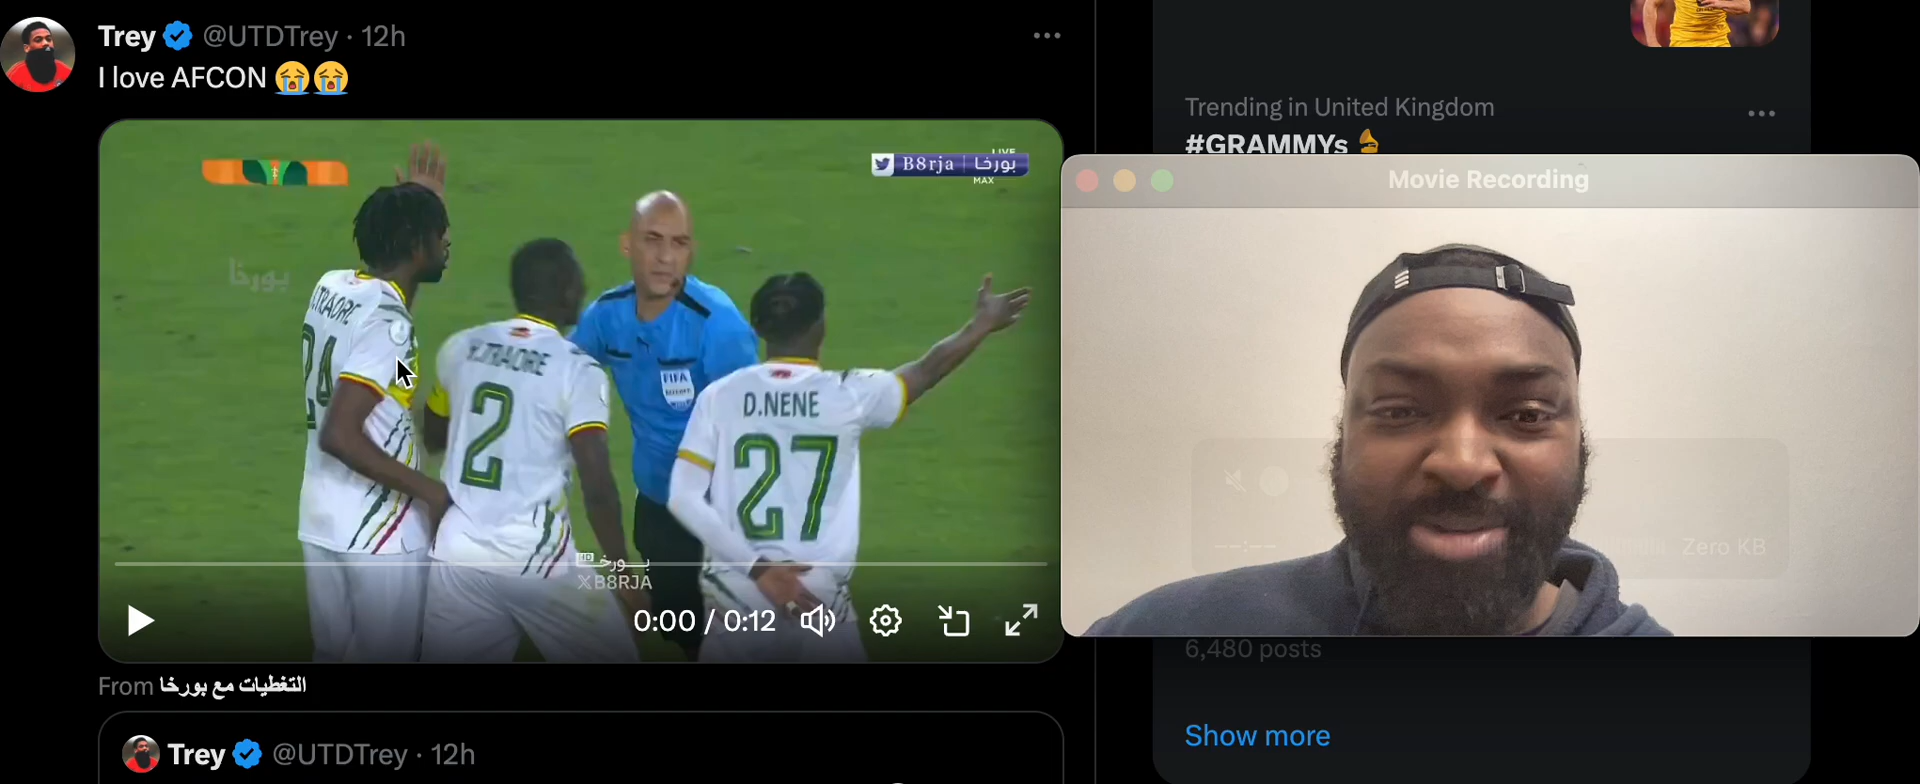 Trey @UTDTrey · 12h
I love AFCON 😭😭
LIVE
B8rja | بورخا
MAX
بورخا
TRAORE
24
H.TRAORE
2
FIFA
D.NENE
27
HD بـورخـا
XB8RJA
0:00 / 0:12
From التغطيات مع بورخا
Trey @UTDTrey · 12h
Trending in United Kingdom
#GRAMMYs
Movie Recording
--:--
Zero KB
6,480 posts
Show more